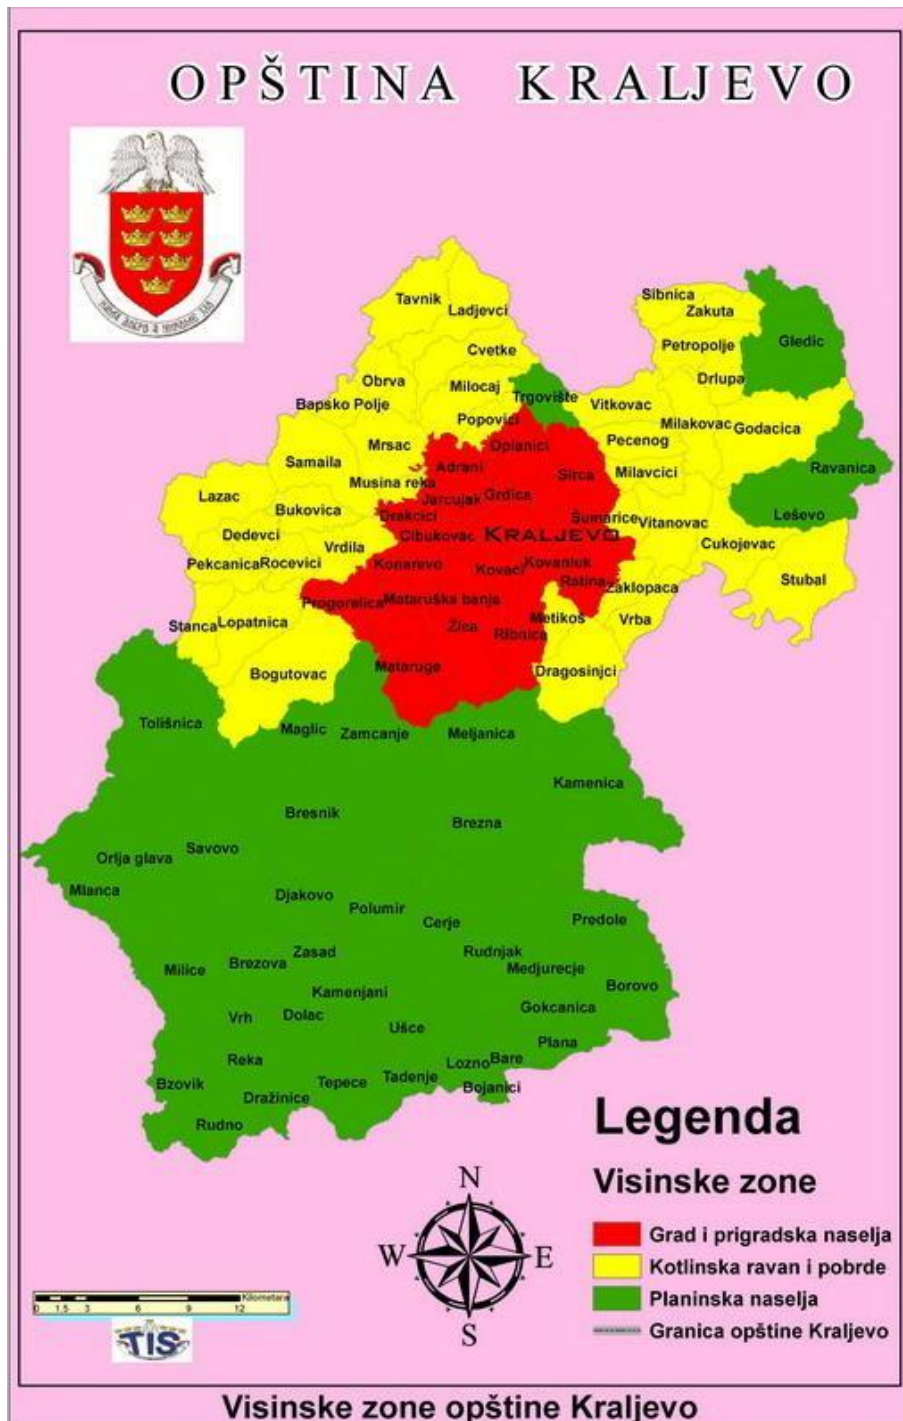 OPŠTINA KRALJEVO
Tavnik
Ladjevci
Sibnica
Zakuta
Gledic
Cvetke
Petropolje
Obrva
Milocaj
Drlupa
Bapsko Polje
Trgovište
Vitkovac
Popovici
Milakovac
Godacica
Mrsac
Oplanici
Pecenog
Samaila
Adrani
Sirca
Milavcici
Ravanica
Musina reka
Lazac
Jarcujak
Grdica
Bukovica
Drakcici
Šumarice
Vitanovac
Leševo
Dedevci
Cibukovac
KRALJEVO
Cukojevac
Vrdila
Pekcanica
Rocevici
Konarevo
Kovaci
Kovanluk
Ratina
Zaklopaca
Stubal
Progorelica
Mataruška banja
Metikoš
Vrba
Stanca
Lopatnica
Žica
Ribnica
Bogutovac
Mataruge
Dragosinjci
Tolišnica
Maglic
Zamcanje
Meljanica
Kamenica
Bresnik
Brezna
Savovo
Orlja glava
Mlanca
Djakovo
Polumir
Cerje
Predole
Zasad
Rudnjak
Brezova
Milice
Medjurecje
Borovo
Kamenjani
Gokcanica
Vrh
Dolac
Ušce
Plana
Reka
Lozno
Bare
Bzovik
Tepece
Tadenje
Bojanici
Dražinice
Rudno
Legenda
Visinske zone
Grad i prigradska naselja
Kotlinska ravan i pobrde
Planinska naselja
Granica opštine Kraljevo
N
W
E
S
Kilometara
0 1.5 3 6 9 12
TIS
Visinske zone opštine Kraljevo